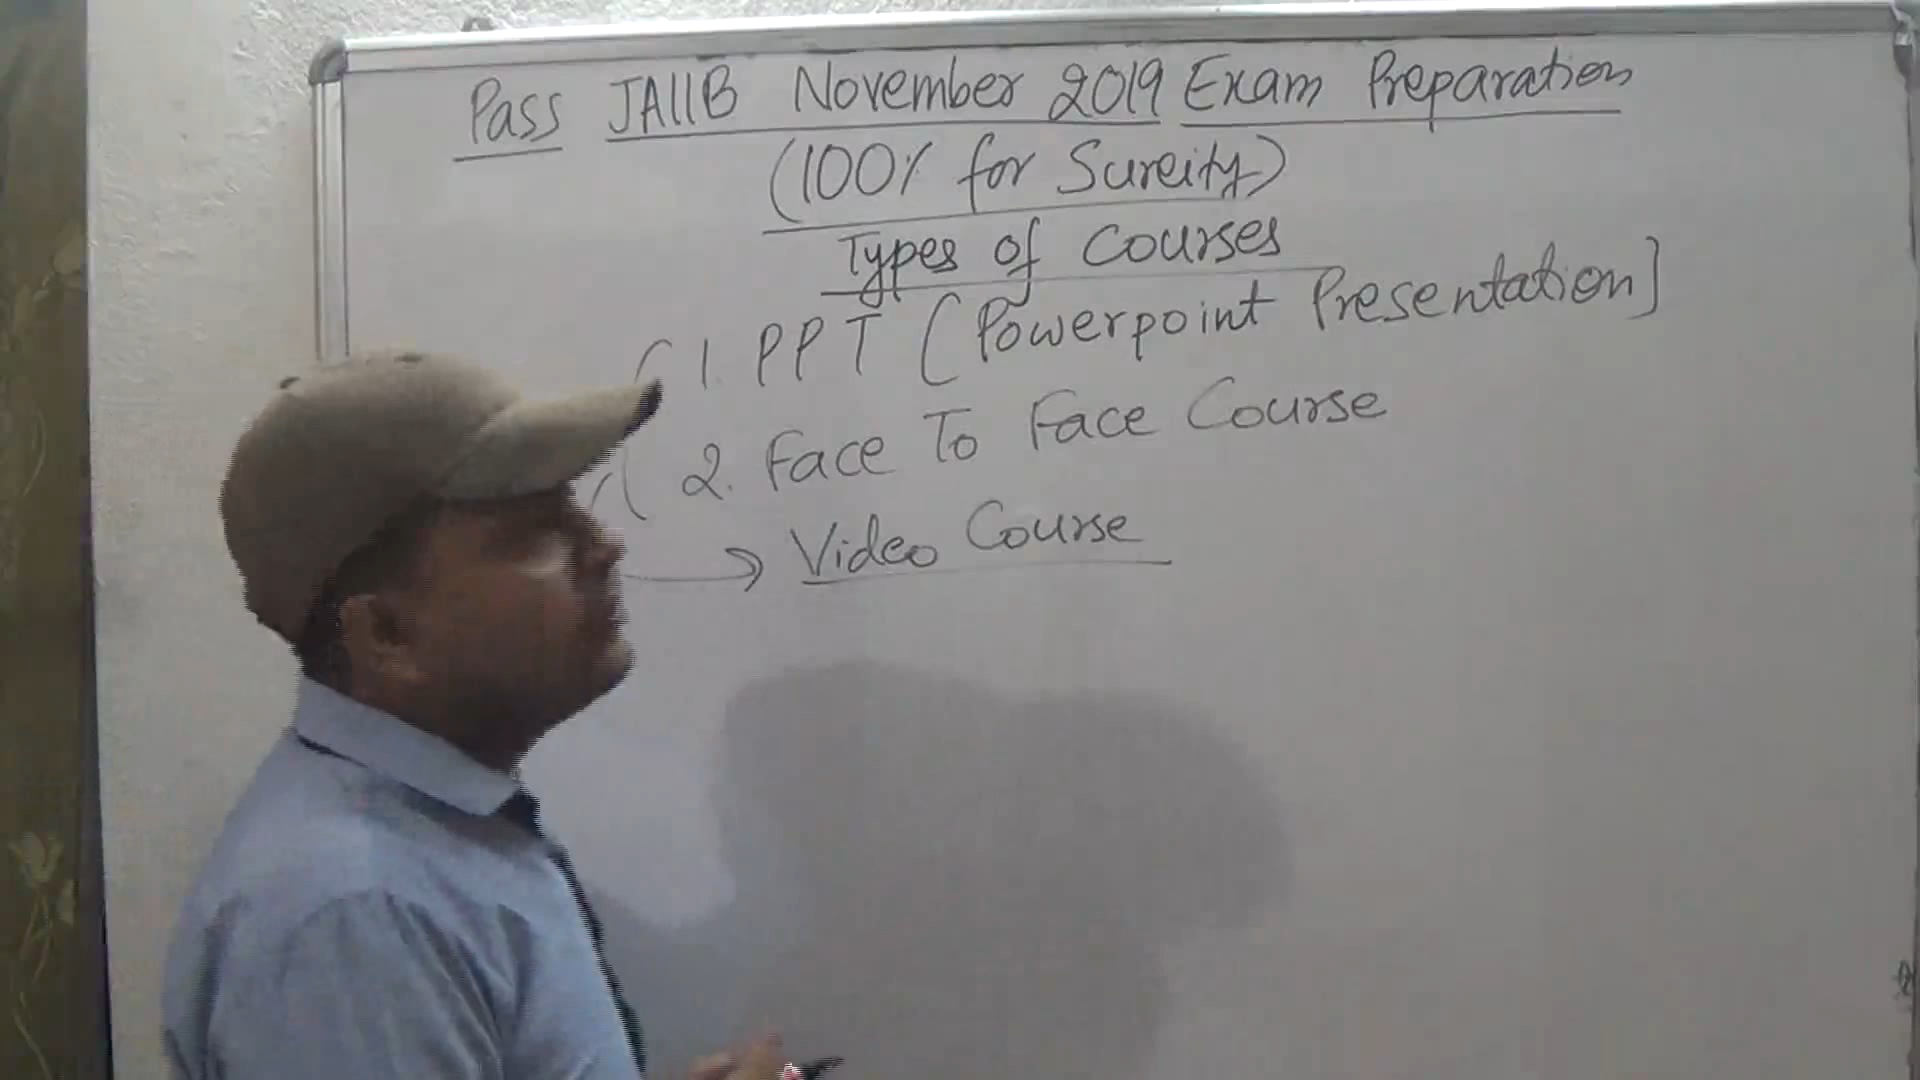 Pass JAIIB November 2019 Exam Preparation
(100% for Sureity)
Types of Courses
1. PPT (Powerpoint Presentation]
2. Face To Face Course
→ Video Course